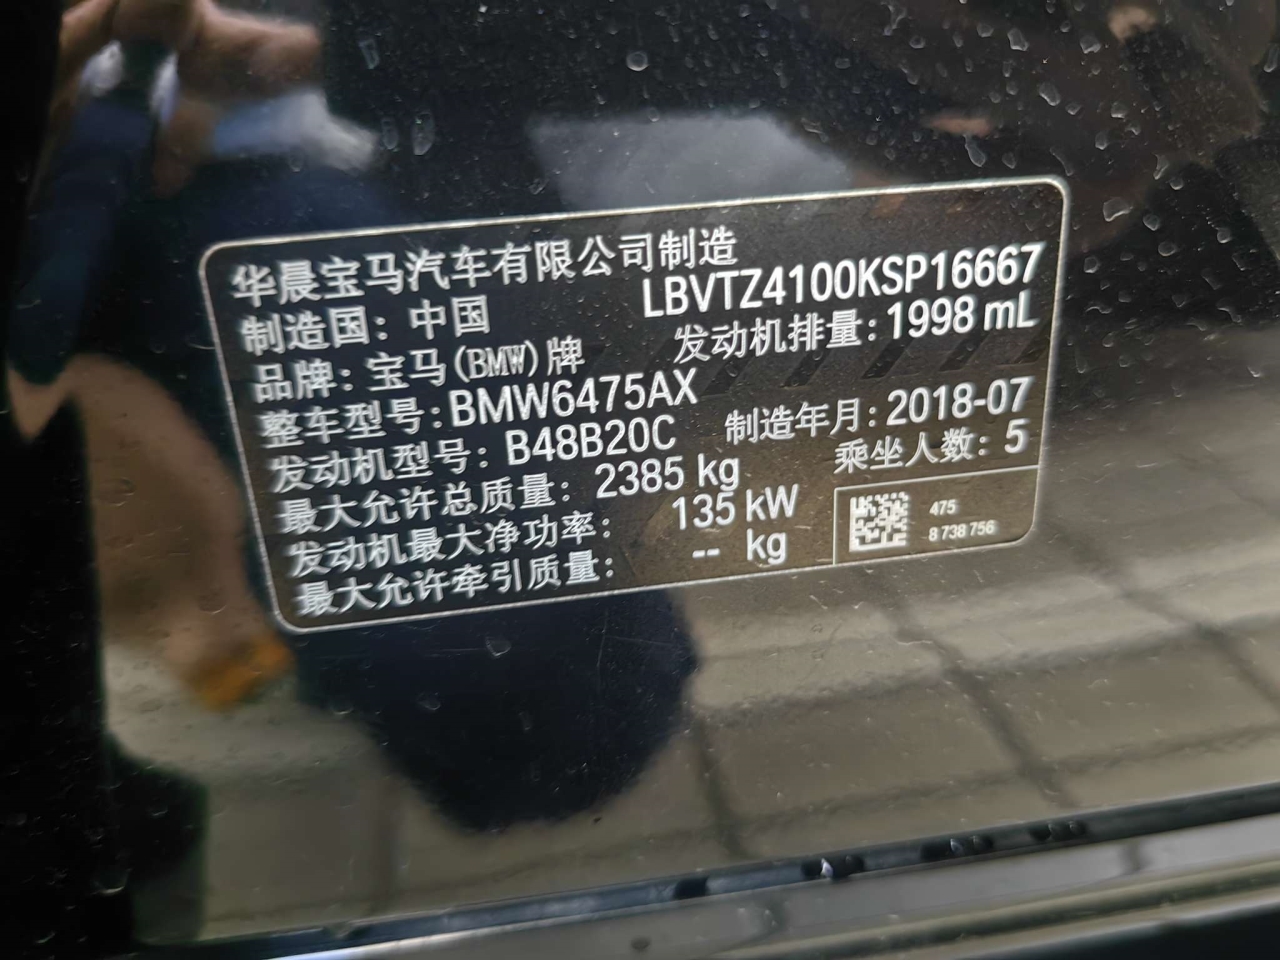 华晨宝马汽车有限公司制造
制造国：中国 LBVTZ4100KSP16667
品牌：宝马(BMW)牌 发动机排量：1998 mL
整车型号：BMW6475AX
发动机型号：B48B20C 制造年月：2018-07
最大允许总质量：2385 kg 乘坐人数：5
发动机最大净功率：135 kW
最大允许牵引质量：-- kg
475
8 738 756